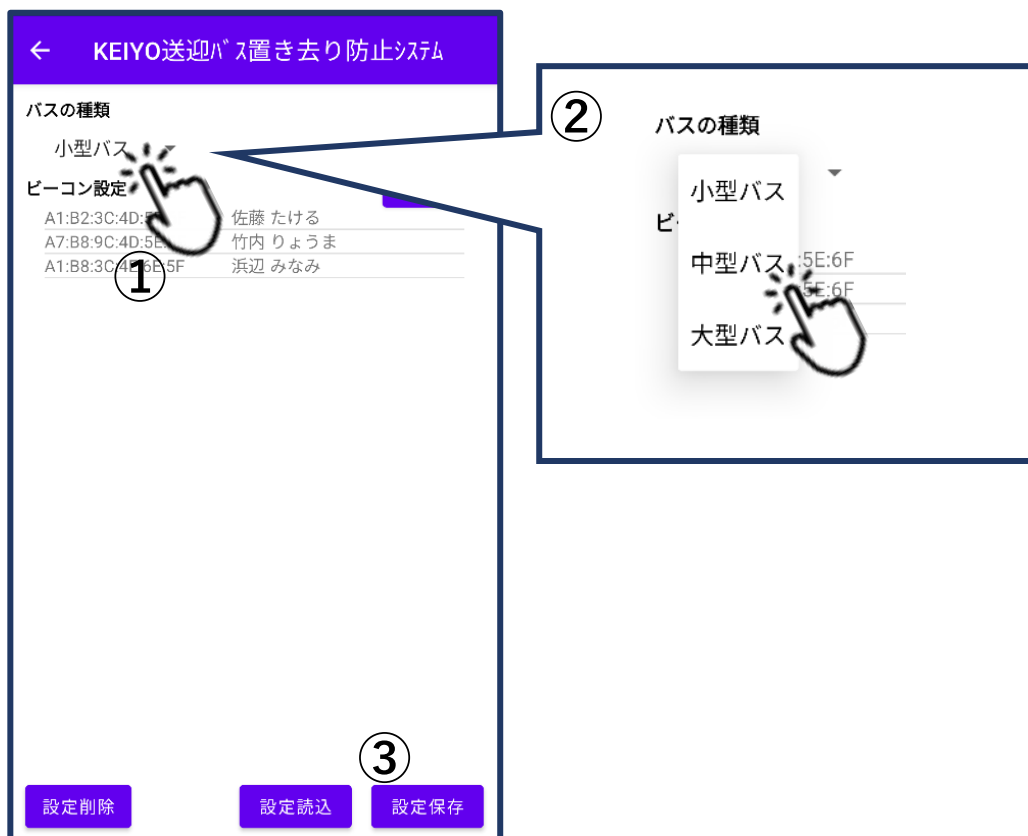 KEIYO送迎ﾊﾞｽ置き去り防止ｼｽﾃﾑ
バスの種類
小型バス
ビーコン設定
A1:B2:3C:4D:
佐藤 たける
A7:B8:9C:4D:5E
竹内 りょうま
A1:B8:3C:4D:6E:5F
浜辺 みなみ
①
②
バスの種類
小型バス
ビ
中型バス
:5E:6F
:5E:6F
大型バス
③
設定削除
設定読込
設定保存